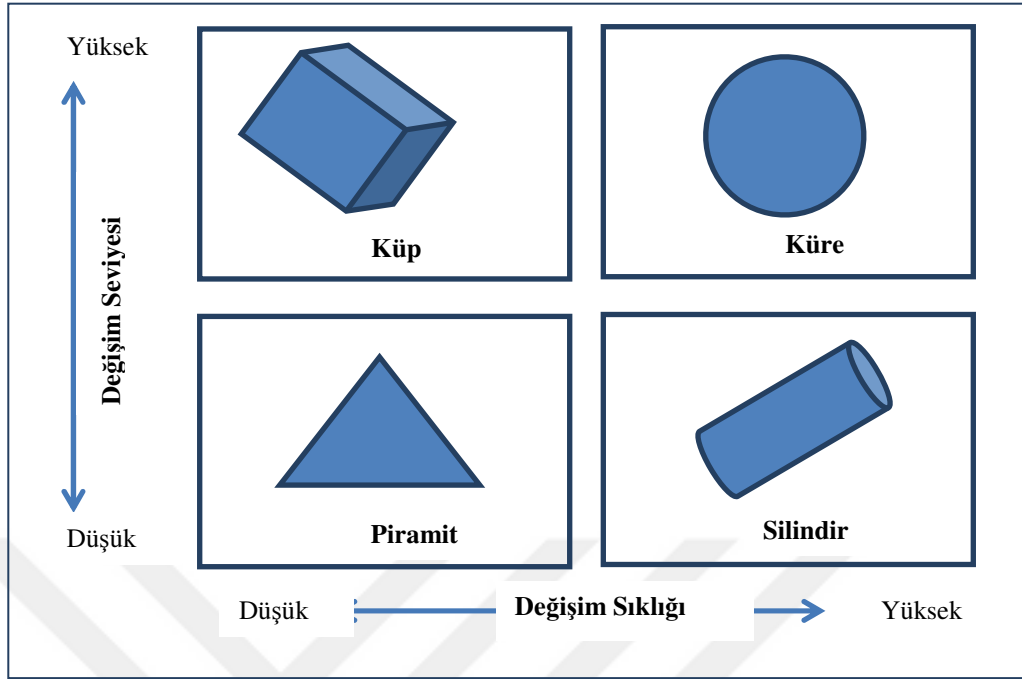 Yüksek
Küp
Küre
Değişim Seviyesi
Piramit
Silindir
Düşük
Düşük
Değişim Sıklığı
Yüksek